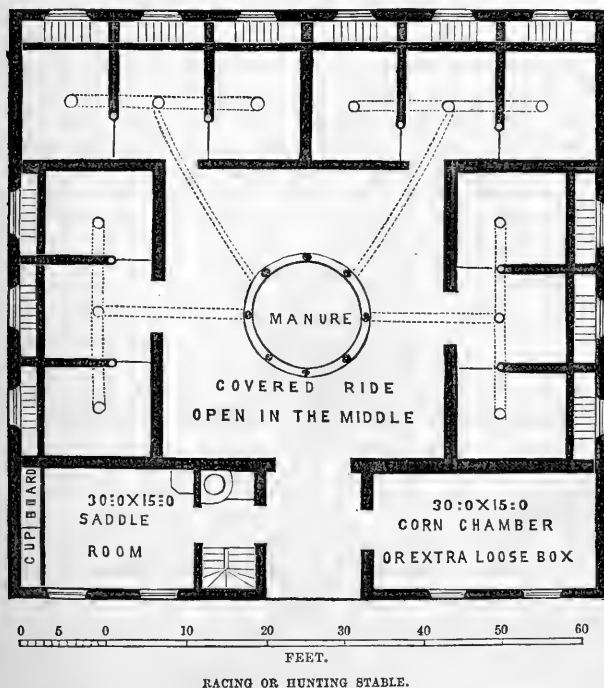 MANURE
COVERED RIDE
OPEN IN THE MIDDLE
CUPBOARD
30:0X15:0
SADDLE
ROOM
30:0X15:0
CORN CHAMBER
OR EXTRA LOOSE BOX
0 5 0 10 20 30 40 50 60
FEET.
RACING OR HUNTING STABLE.